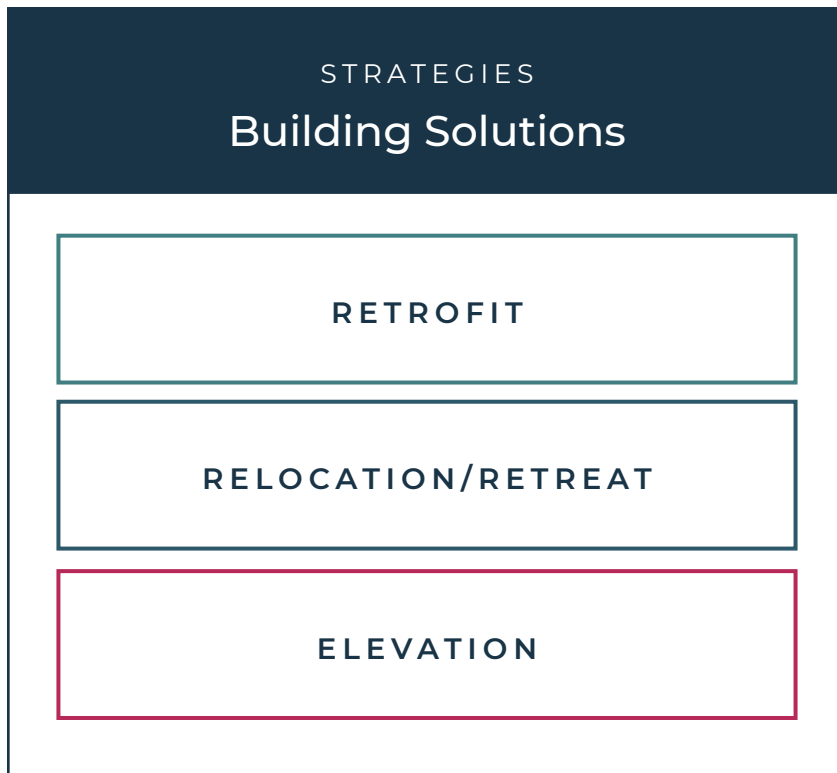 STRATEGIES
Building Solutions
RETROFIT
RELOCATION/RETREAT
ELEVATION